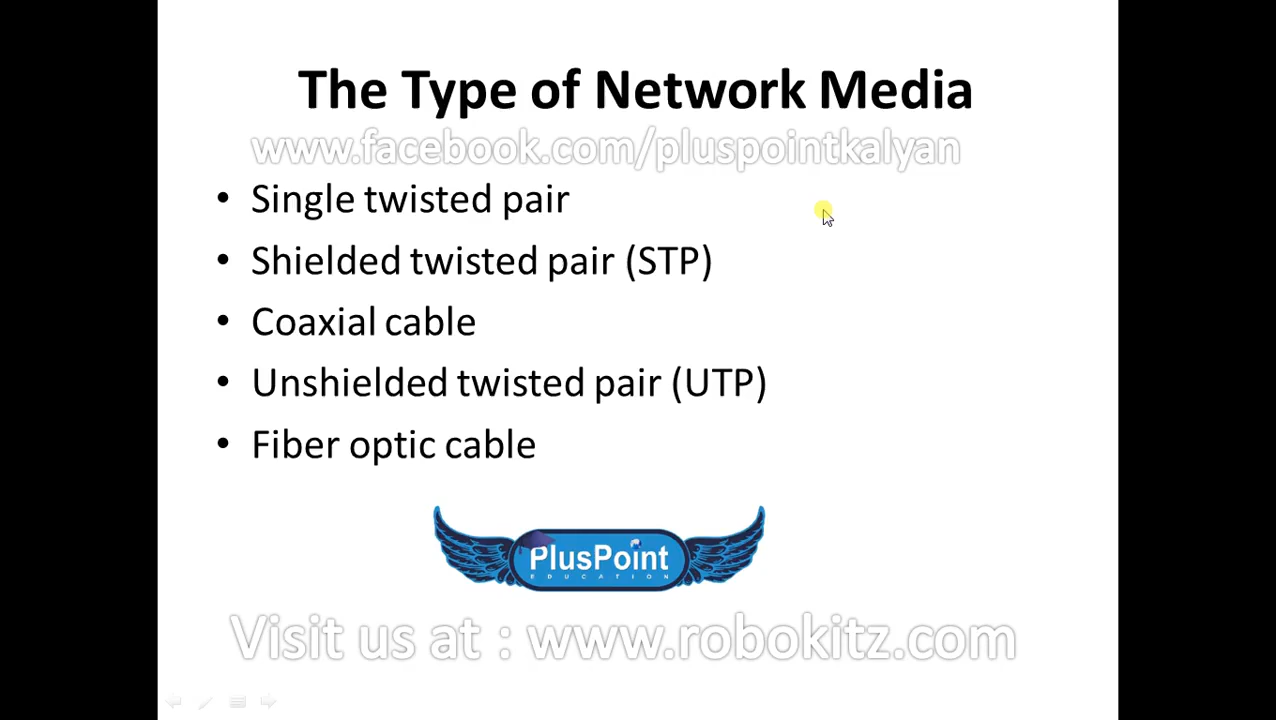 The Type of Network Media
www.facebook.com/pluspointkalyan
• Single twisted pair
• Shielded twisted pair (STP)
• Coaxial cable
• Unshielded twisted pair (UTP)
• Fiber optic cable
PlusPoint
EDUCATION
Visit us at : www.robokitz.com